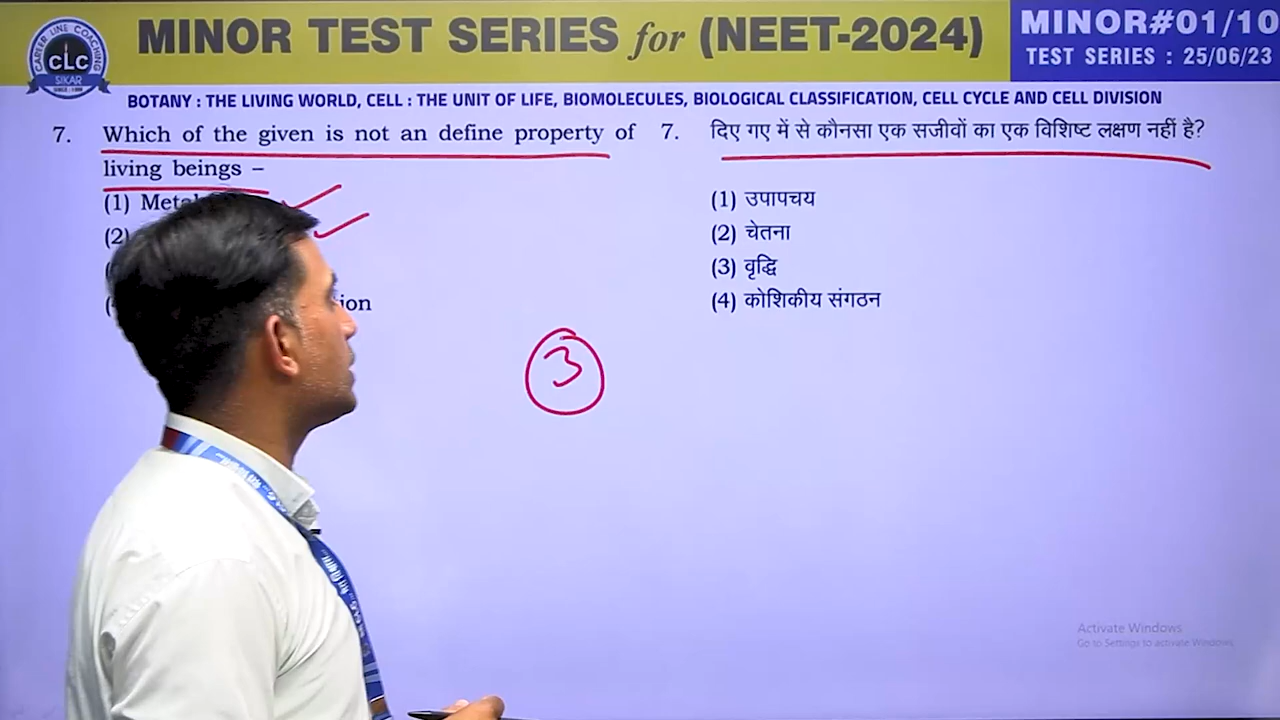 CAREER LINE COACHING
CLC
SIKAR
SINCE : 1996
MINOR TEST SERIES for (NEET-2024)
MINOR#01/10
TEST SERIES : 25/06/23
BOTANY : THE LIVING WORLD, CELL : THE UNIT OF LIFE, BIOMOLECULES, BIOLOGICAL CLASSIFICATION, CELL CYCLE AND CELL DIVISION
7. Which of the given is not an define property of
living beings –
(1)
(2)
7. दिए गए में से कौनसा एक सजीवों का एक विशिष्ट लक्षण नहीं है?
(1) उपापचय
(2) चेतना
(3) वृद्धि
(4) कोशिकीय संगठन
3
Activate Windows
Go to Settings to activate Windows.